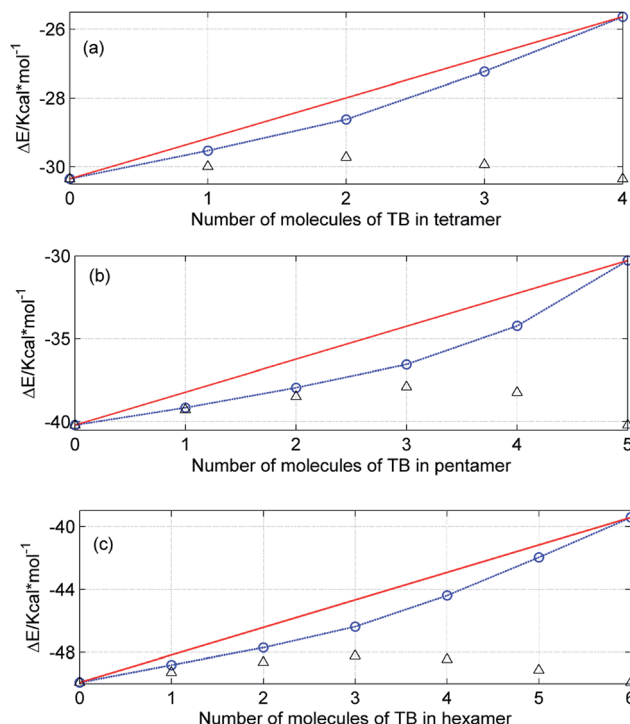 (a)
-26
-28
-30
ΔE/Kcal*mol⁻¹
0 1 2 3 4
Number of molecules of TB in tetramer
(b)
-30
-35
-40
ΔE/Kcal*mol⁻¹
0 1 2 3 4 5
Number of molecules of TB in pentamer
(c)
-40
-44
-48
ΔE/Kcal*mol⁻¹
0 1 2 3 4 5 6
Number of molecules of TB in hexamer